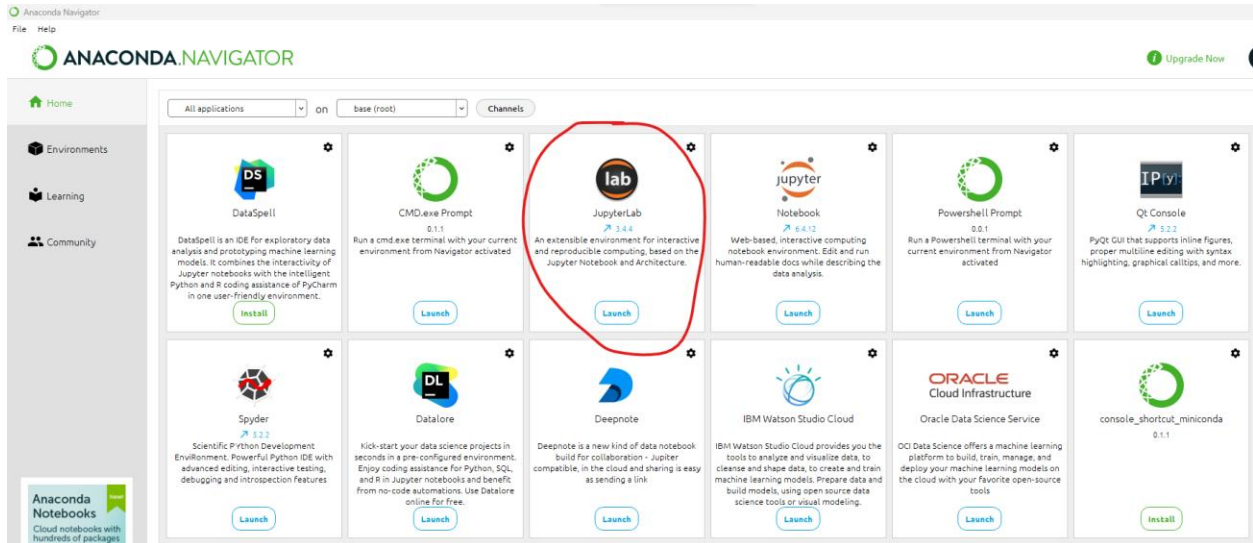 Anaconda Navigator
File Help
ANACONDA.NAVIGATOR
Upgrade Now
Home
Environments
Learning
Community
All applications
on
base (root)
Channels
DS
DataSpell
DataSpell is an IDE for exploratory data
analysis and prototyping machine learning
models. It combines the interactivity of
Jupyter notebooks with the intelligent
Python and R coding assistance of PyCharm
in one user-friendly environment.
Install
CMD.exe Prompt
0.1.1
Run a cmd.exe terminal with your current
environment from Navigator activated
Launch
lab
JupyterLab
3.4.4
An extensible environment for interactive
and reproducible computing, based on the
Jupyter Notebook and Architecture.
Launch
jupyter
Notebook
6.4.12
Web-based, interactive computing
notebook environment. Edit and run
human-readable docs while describing the
data analysis.
Launch
Powershell Prompt
0.0.1
Run a Powershell terminal with your
current environment from Navigator
activated
Launch
IP[y]:
Qt Console
5.2.2
PyQt GUI that supports inline figures,
proper multiline editing with syntax
highlighting, graphical calltips, and more.
Launch
Spyder
5.2.2
Scientific Python Development
EnviRonment. Powerful Python IDE with
advanced editing, interactive testing,
debugging and introspection features
Launch
DL
Datalore
Kick-start your data science projects in
seconds in a pre-configured environment.
Enjoy coding assistance for Python, SQL,
and R in Jupyter notebooks and benefit
from no-code automations. Use Datalore
online for free.
Launch
Deepnote
Deepnote is a new kind of data notebook
build for collaboration - Jupiter
compatible, in the cloud and sharing is easy
as sending a link
Launch
IBM Watson Studio Cloud
IBM Watson Studio Cloud provides you the
tools to analyze and visualize data, to
cleanse and shape data, to create and train
machine learning models. Prepare data and
build models, using open source data
science tools or visual modeling.
Launch
ORACLE
Cloud Infrastructure
Oracle Data Science Service
OCI Data Science offers a machine learning
platform to build, train, manage, and
deploy your machine learning models on
the cloud with your favorite open-source
tools
Launch
console_shortcut_miniconda
0.1.1
Install
Anaconda
Notebooks
Cloud notebooks with
hundreds of packages